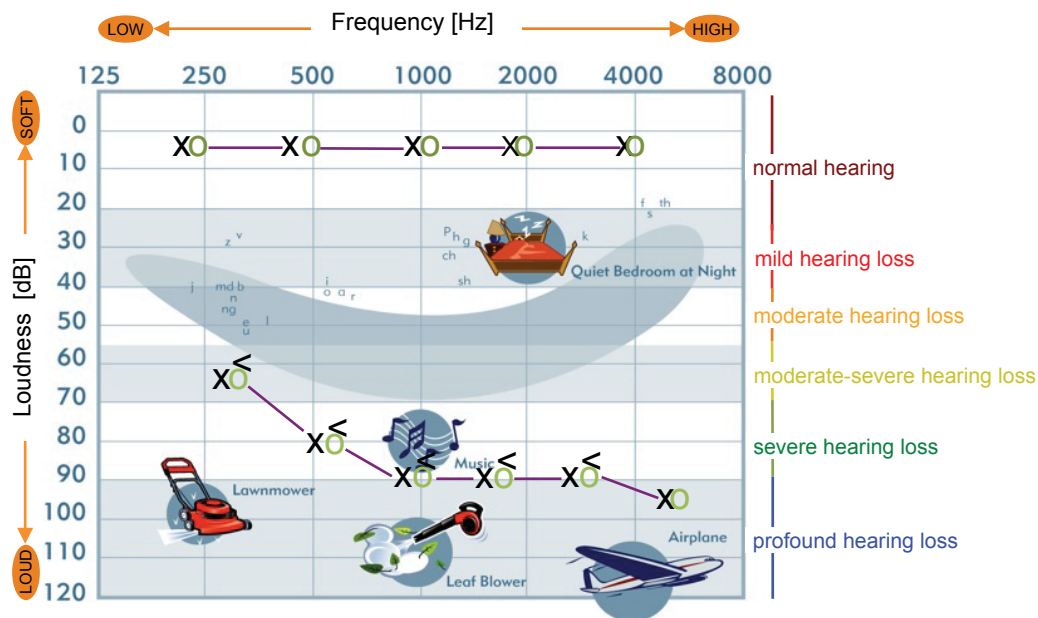 Frequency [Hz]
LOW
HIGH
125 250 500 1000 2000 4000 8000
SOFT
Loudness [dB]
LOUD
0
10
20
30
40
50
60
70
80
90
100
110
120
X O X O X O X O X O
f th
s
v
z
P h g
k
ch
sh
Quiet Bedroom at Night
j m d b
n
ng
e
u
l
i
o a r
X O <
X O <
X O <
X O <
X O <
X O
Music
Lawnmower
Leaf Blower
Airplane
normal hearing
mild hearing loss
moderate hearing loss
moderate-severe hearing loss
severe hearing loss
profound hearing loss